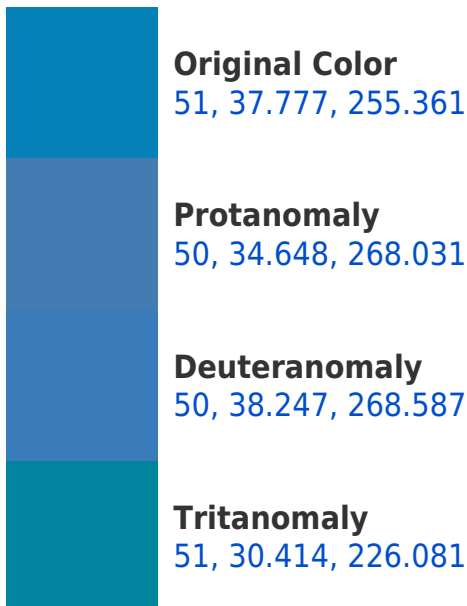 Original Color
51, 37.777, 255.361
Protanomaly
50, 34.648, 268.031
Deuteranomaly
50, 38.247, 268.587
Tritanomaly
51, 30.414, 226.081